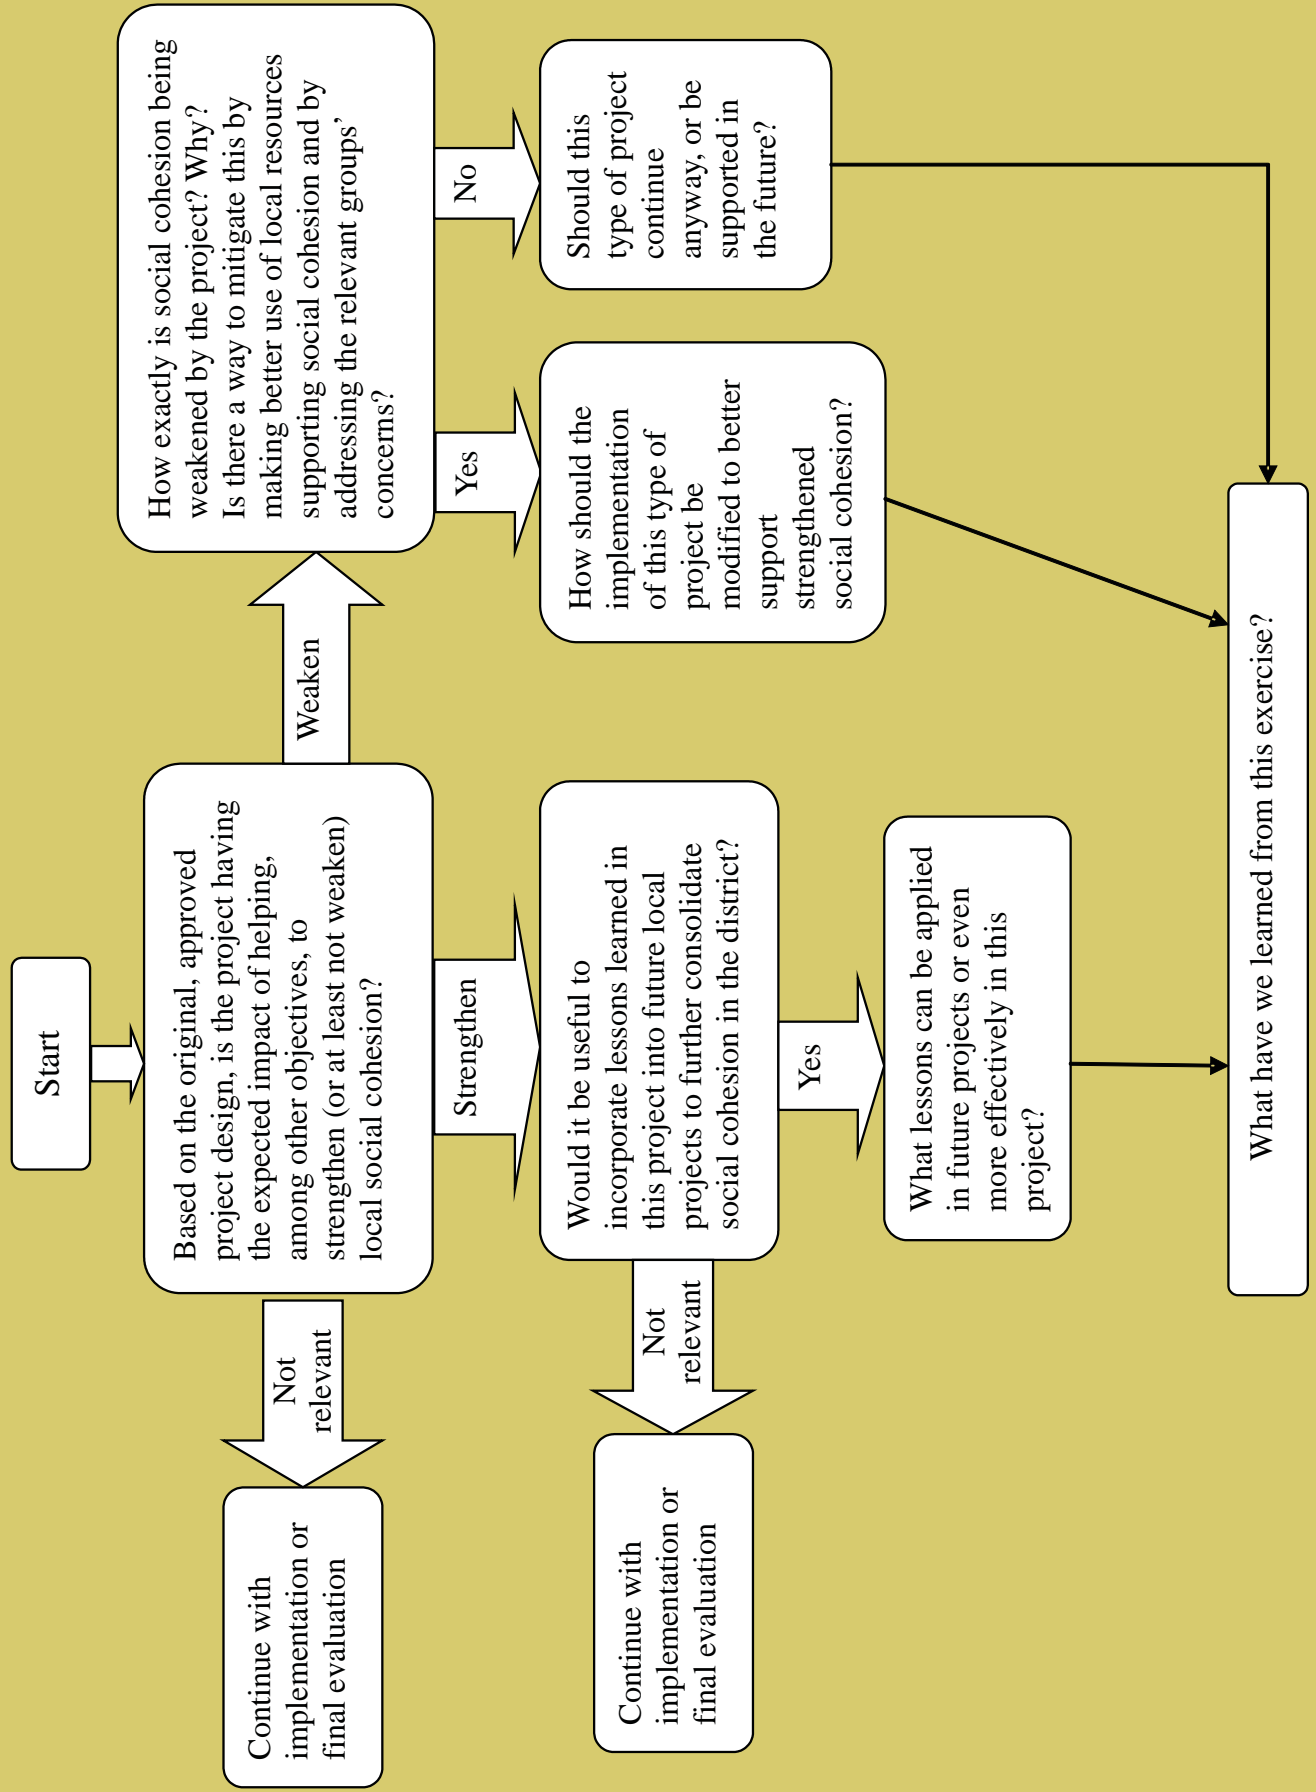 Start
Based on the original, approved
project design, is the project having
the expected impact of helping,
among other objectives, to
strengthen (or at least not weaken)
local social cohesion?
Not
relevant
Continue with
implementation or
final evaluation
Weaken
How exactly is social cohesion being
weakened by the project? Why?
Is there a way to mitigate this by
making better use of local resources
supporting social cohesion and by
addressing the relevant groups’
concerns?
Strengthen
Yes
No
Would it be useful to
incorporate lessons learned in
this project into future local
projects to further consolidate
social cohesion in the district?
Not
relevant
Continue with
implementation or
final evaluation
How should the
implementation
of this type of
project be
modified to better
support
strengthened
social cohesion?
Should this
type of project
continue
anyway, or be
supported in
the future?
Yes
What lessons can be applied
in future projects or even
more effectively in this
project?
What have we learned from this exercise?